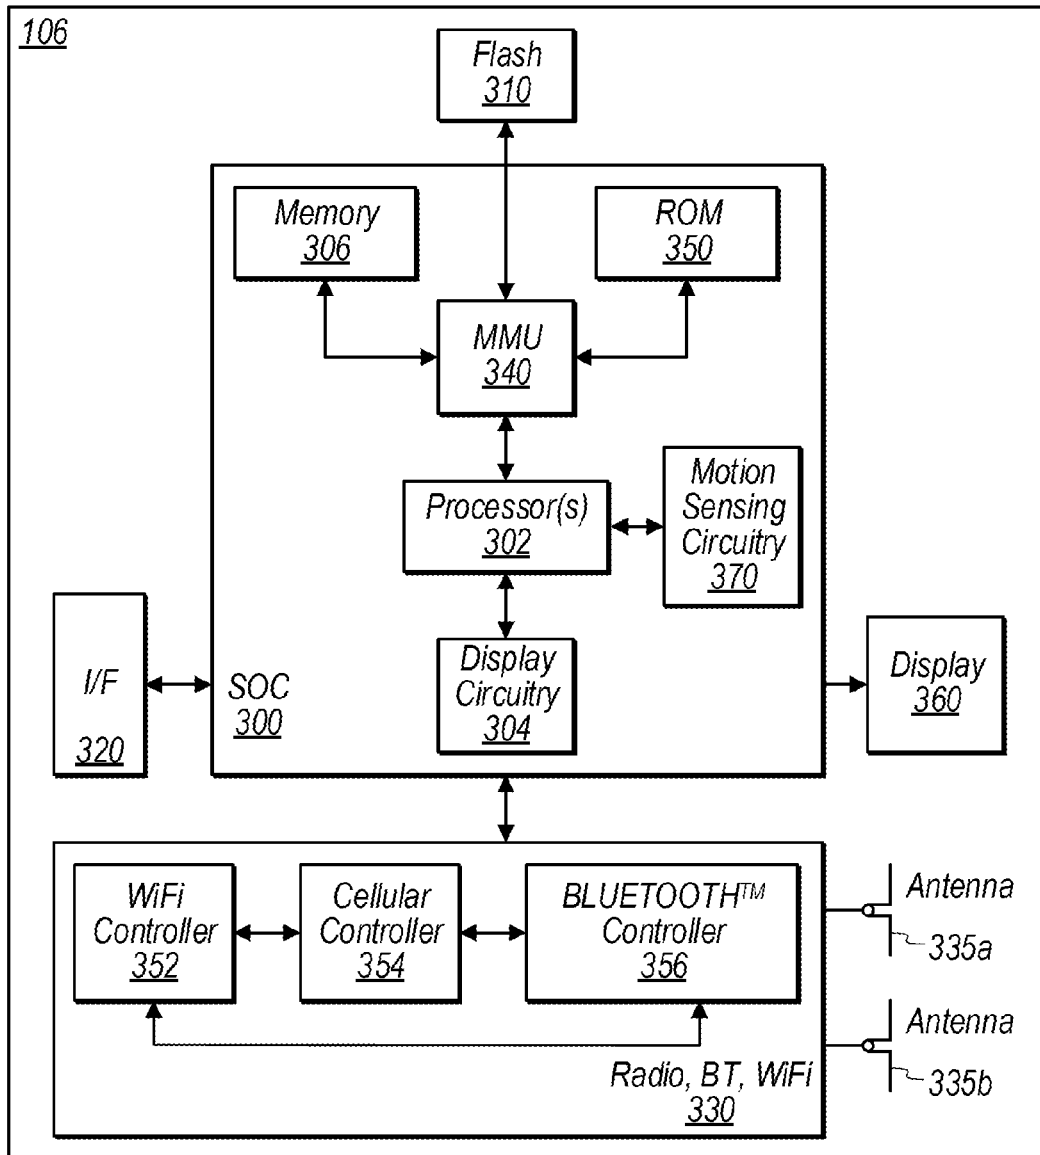 106
Flash
310
Memory
306
ROM
350
MMU
340
Processor(s)
302
Motion
Sensing
Circuitry
370
Display
Circuitry
304
I/F
320
SOC
300
Display
360
WiFi
Controller
352
Cellular
Controller
354
BLUETOOTH™
Controller
356
Antenna
335a
Antenna
335b
Radio, BT, WiFi
330